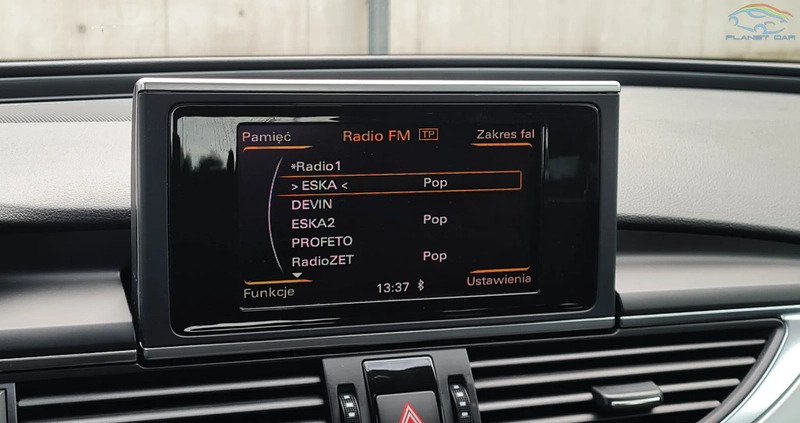 PLANET CAR
Pamięć Radio FM TP Zakres fal
*Radio1
> ESKA < Pop
DEVIN
ESKA2 Pop
PROFETO
RadioZET Pop
Funkcje 13:37 Ustawienia